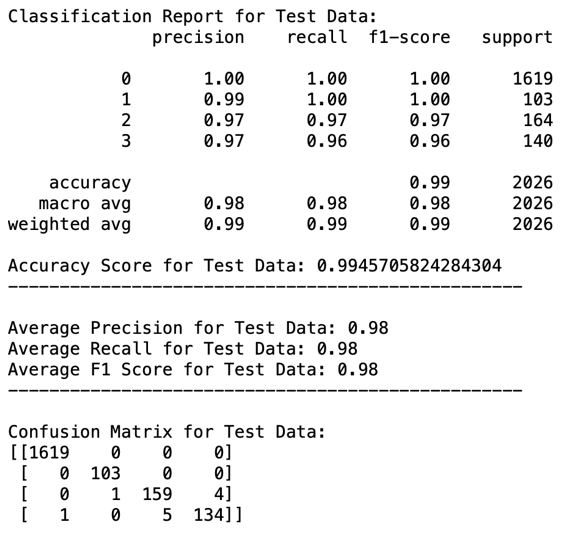 Classification Report for Test Data:
              precision    recall  f1-score   support

           0       1.00      1.00      1.00      1619
           1       0.99      1.00      1.00       103
           2       0.97      0.97      0.97       164
           3       0.97      0.96      0.96       140

    accuracy                           0.99      2026
   macro avg       0.98      0.98      0.98      2026
weighted avg       0.99      0.99      0.99      2026

Accuracy Score for Test Data: 0.9945705824284304
--------------------------------------------------

Average Precision for Test Data: 0.98
Average Recall for Test Data: 0.98
Average F1 Score for Test Data: 0.98
--------------------------------------------------

Confusion Matrix for Test Data:
[[1619    0    0    0]
 [   0  103    0    0]
 [   0    1  159    4]
 [   1    0    5  134]]